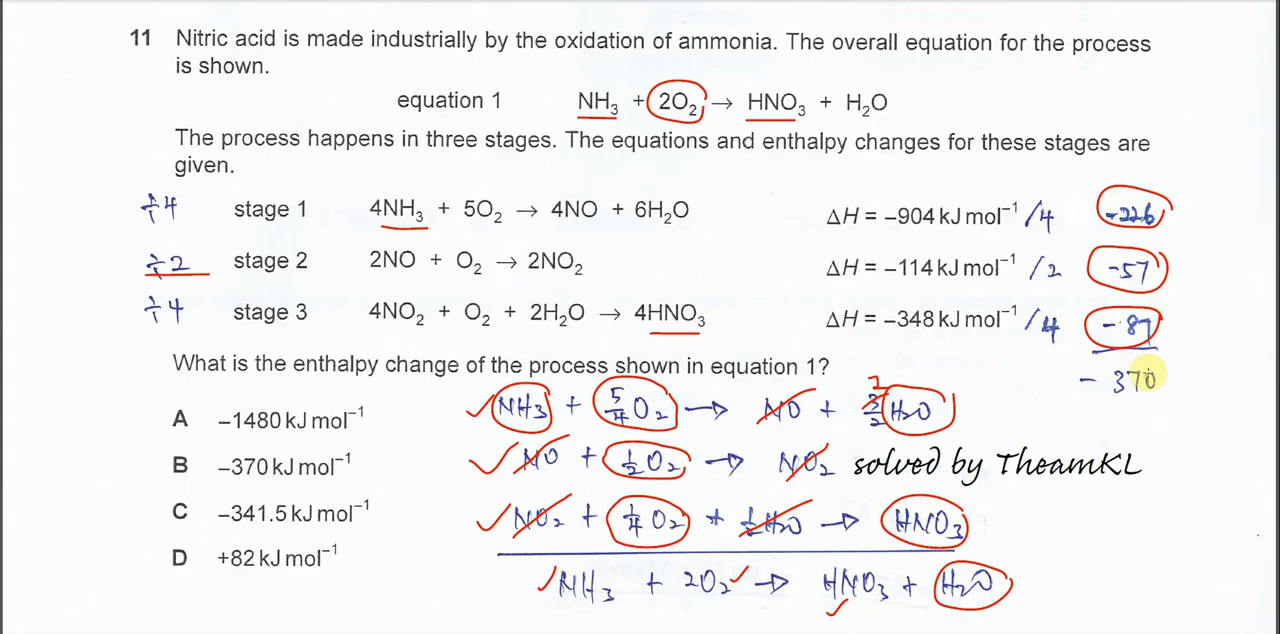 11 Nitric acid is made industrially by the oxidation of ammonia. The overall equation for the process
is shown.
equation 1 NH₃ + 2O₂ → HNO₃ + H₂O
The process happens in three stages. The equations and enthalpy changes for these stages are
given.
÷4 stage 1 4NH₃ + 5O₂ → 4NO + 6H₂O ΔH = −904 kJ mol⁻¹ /4 -226
÷2 stage 2 2NO + O₂ → 2NO₂ ΔH = −114 kJ mol⁻¹ /2 -57
÷4 stage 3 4NO₂ + O₂ + 2H₂O → 4HNO₃ ΔH = −348 kJ mol⁻¹ /4 -87
What is the enthalpy change of the process shown in equation 1? - 370
A −1480 kJ mol⁻¹ ✓NH₃ + 5/4 O₂ → NO + 3/2 H₂O
B −370 kJ mol⁻¹ ✓NO + 1/2 O₂ → NO₂ solved by TheamKL
C −341.5 kJ mol⁻¹ ✓NO₂ + 1/4 O₂ + 1/2 H₂O → HNO₃
D +82 kJ mol⁻¹ ✓NH₃ + 2O₂ ✓ → HNO₃ ✓ + H₂O